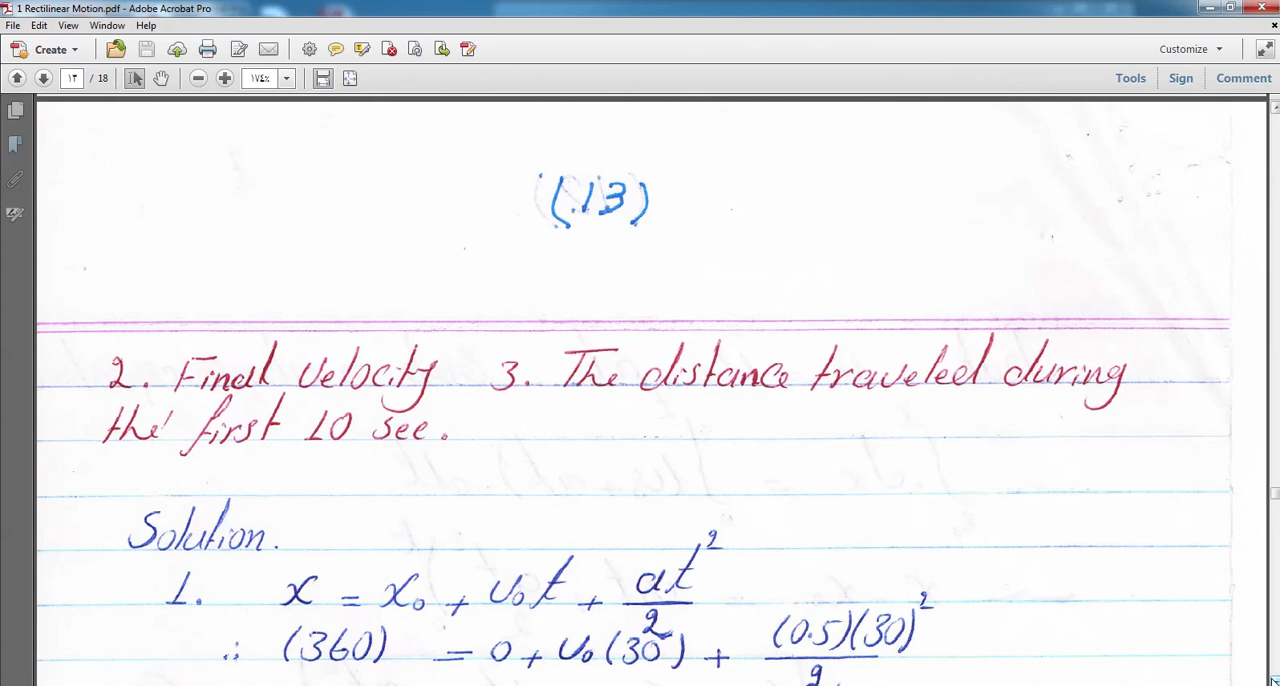 1 Rectilinear Motion.pdf - Adobe Acrobat Pro
File Edit View Window Help
Create Customize
١٣ / 18 ١٧٤% Tools Sign Comment
(13)
2. Final velocity 3. The distance traveled during
the first 10 sec.
Solution.
1. x = x₀ + v₀t + at²/2
∴ (360) = 0 + v₀(30) + (0.5)(30)²/2